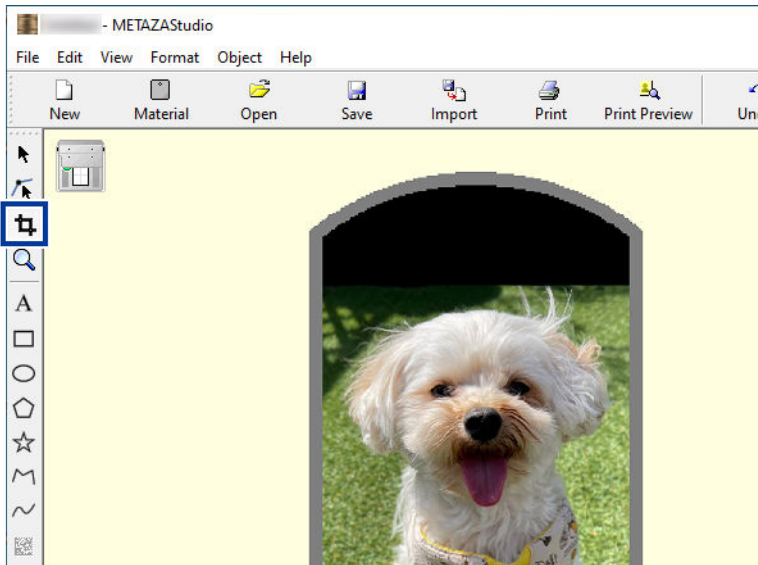 - METAZAStudio
File Edit View Format Object Help
New Material Open Save Import Print Print Preview
A